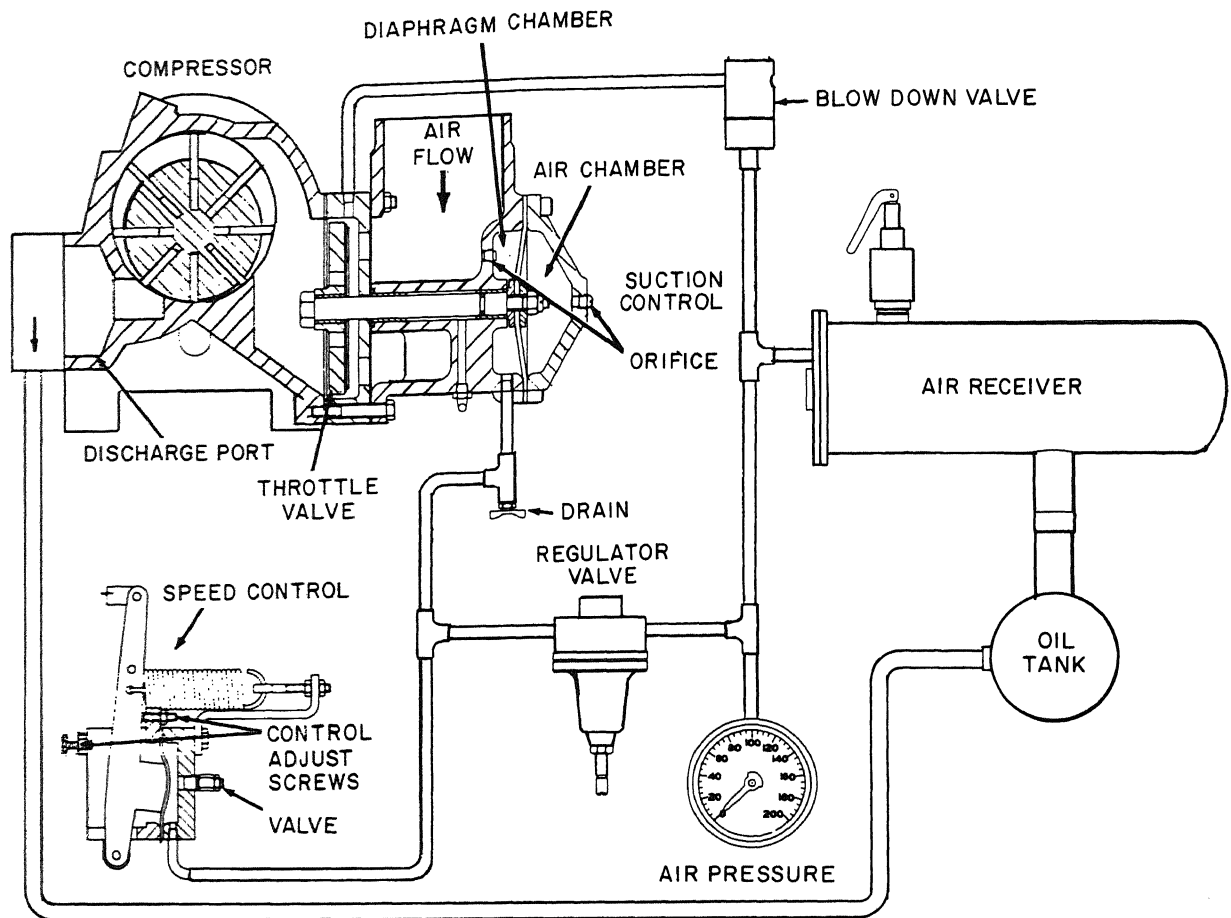 DIAPHRAGM CHAMBER
COMPRESSOR
BLOW DOWN VALVE
AIR
FLOW
AIR CHAMBER
SUCTION
CONTROL
ORIFICE
AIR RECEIVER
DISCHARGE PORT
THROTTLE
VALVE
DRAIN
REGULATOR
VALVE
SPEED CONTROL
OIL
TANK
CONTROL
ADJUST
SCREWS
VALVE
0 20 40 60 80 100 120 140 160 180 200
AIR PRESSURE